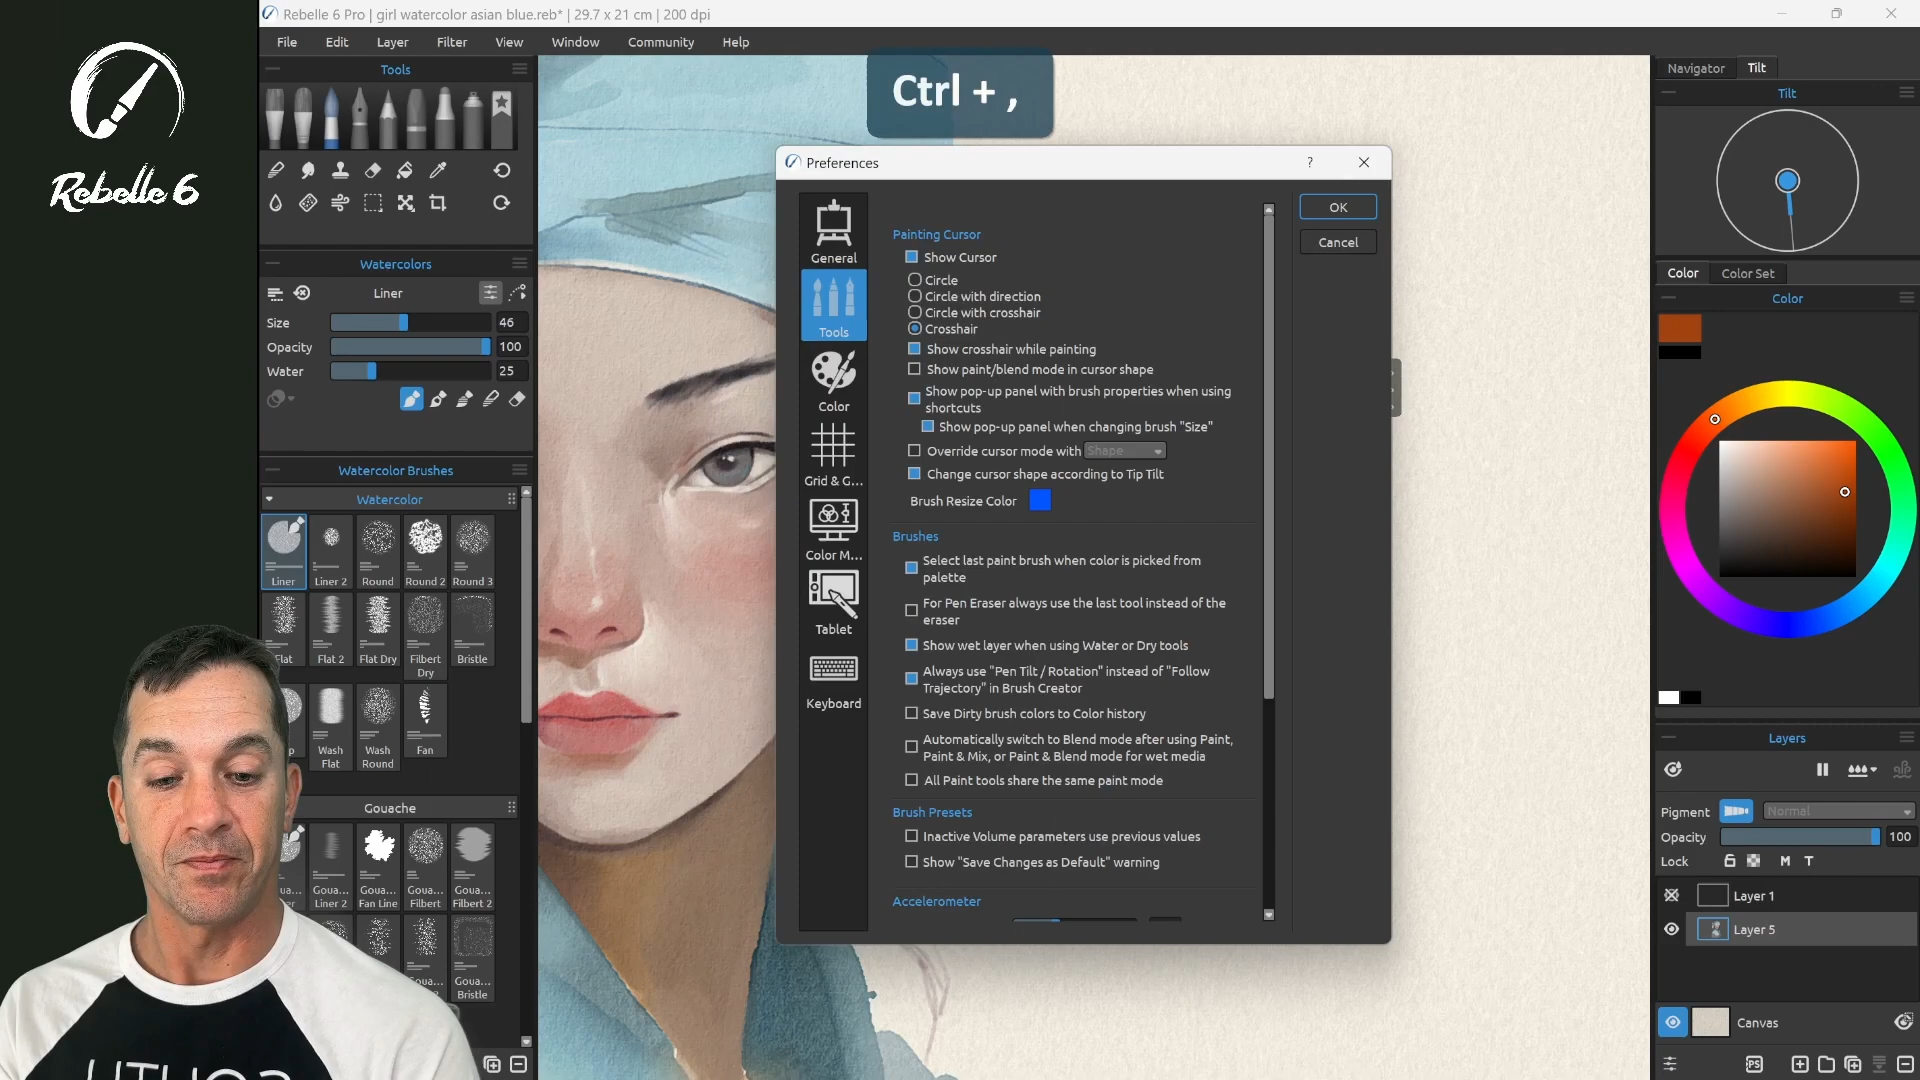 Rebelle 6 Pro | girl watercolor asian blue.reb* | 29.7 x 21 cm | 200 dpi
File Edit Layer Filter View Window Community Help
Rebelle 6
Ctrl + ,
Tools
Watercolors
Liner
Size 46
Opacity 100
Water 25
Watercolor Brushes
Watercolor
Liner Liner 2 Round Round 2 Round 3
Flat Flat 2 Flat Dry Filbert Dry Bristle
Wash Flat Wash Round Fan
Gouache
Goua... Liner 2 Goua... Fan Line Goua... Filbert Goua... Filbert 2
Goua... Bristle
Preferences ?
General
Tools
Color
Grid & G...
Color M...
Tablet
Keyboard
OK
Cancel
Painting Cursor
Show Cursor
Circle
Circle with direction
Circle with crosshair
Crosshair
Show crosshair while painting
Show paint/blend mode in cursor shape
Show pop-up panel with brush properties when using
shortcuts
Show pop-up panel when changing brush "Size"
Override cursor mode with Shape
Change cursor shape according to Tip Tilt
Brush Resize Color
Brushes
Select last paint brush when color is picked from
palette
For Pen Eraser always use the last tool instead of the
eraser
Show wet layer when using Water or Dry tools
Always use "Pen Tilt / Rotation" instead of "Follow
Trajectory" in Brush Creator
Save Dirty brush colors to Color history
Automatically switch to Blend mode after using Paint,
Paint & Mix, or Paint & Blend mode for wet media
All Paint tools share the same paint mode
Brush Presets
Inactive Volume parameters use previous values
Show "Save Changes as Default" warning
Accelerometer
Navigator Tilt
Tilt
Color Color Set
Color
Layers
Pigment Normal
Opacity 100
Lock M T
Layer 1
Layer 5
Canvas
PS